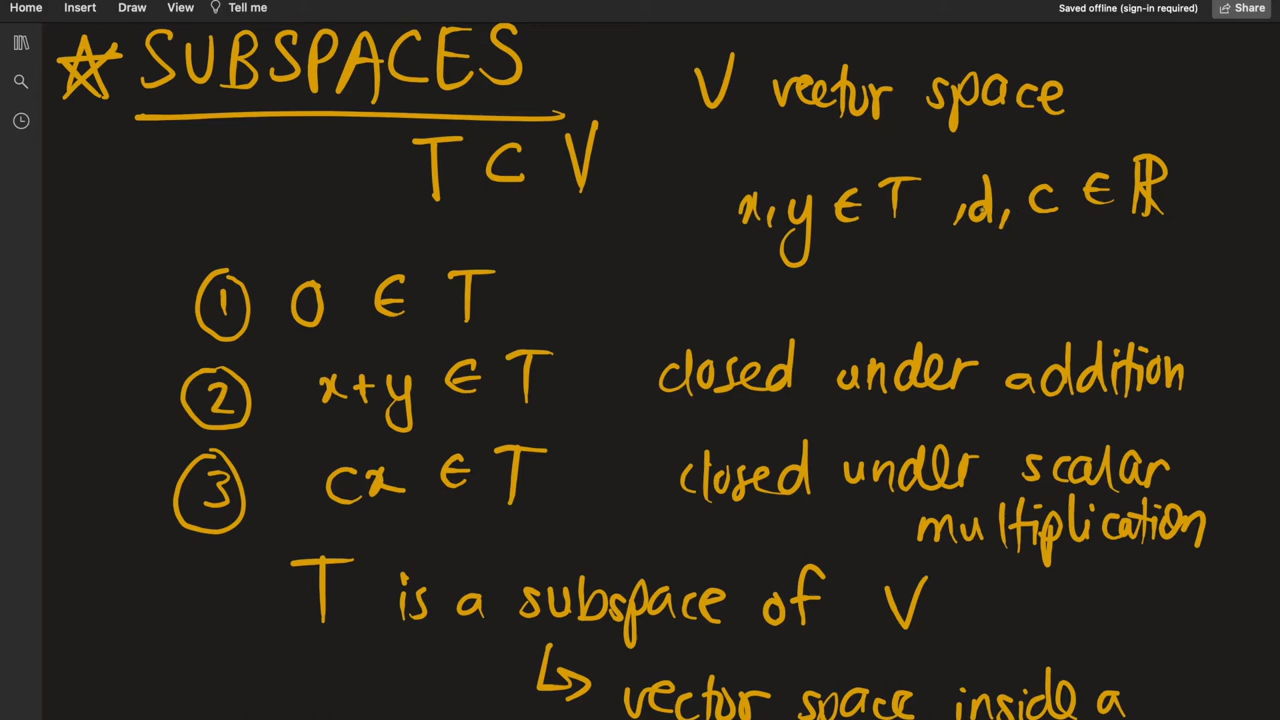 Home Insert Draw View Tell me Saved offline (sign-in required) Share
SUBSPACES
V vector space
T ⊂ V
x, y ∈ T , d, c ∈ ℝ
① 0 ∈ T
② x+y ∈ T closed under addition
③ cx ∈ T closed under scalar
multiplication
T is a subspace of V
↳ vector space inside a